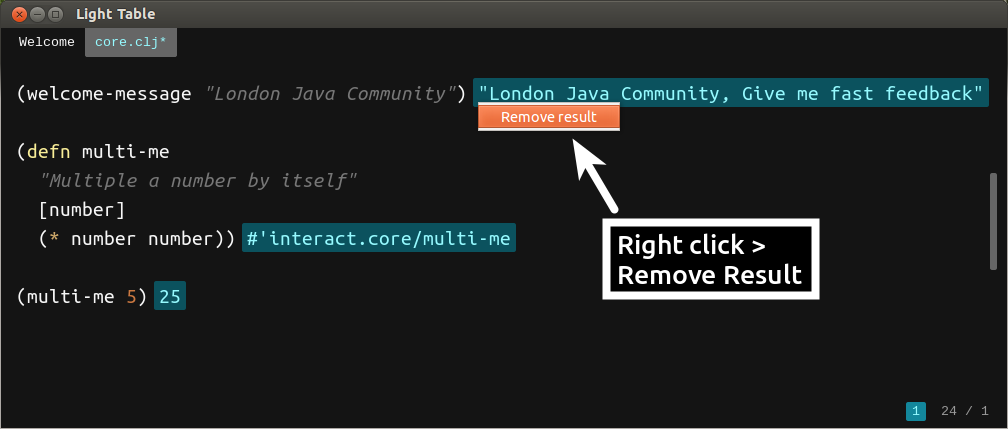 Light Table
Welcome core.clj*
(welcome-message "London Java Community") "London Java Community, Give me fast feedback"
Remove result
(defn multi-me
"Multiple a number by itself"
[number]
(* number number)) #'interact.core/multi-me
Right click >
Remove Result
(multi-me 5) 25
1 24 / 1